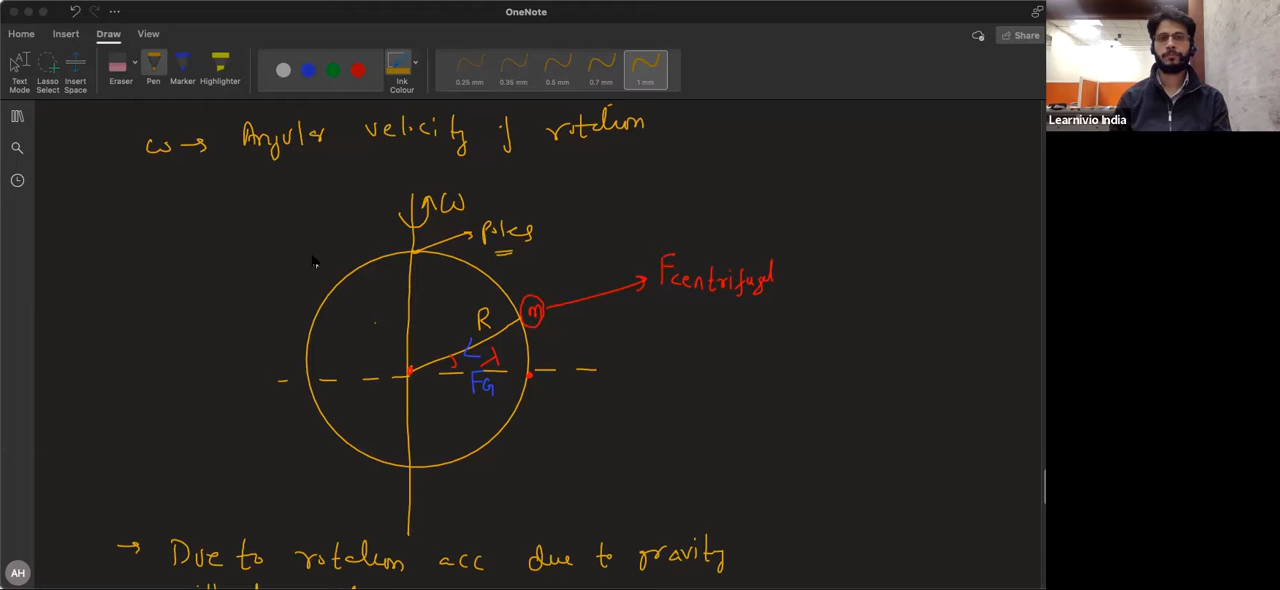 OneNote
Home Insert Draw View
Share
Text Mode
Lasso Select
Insert Space
Eraser
Pen
Marker
Highlighter
Ink Colour
0.25 mm
0.35 mm
0.5 mm
0.7 mm
1 mm
Learnivio India
ω → Angular velocity of rotation
ω
poles
Fcentrifugal
m
R
λ
FG
→ Due to rotation acc due to gravity
AH